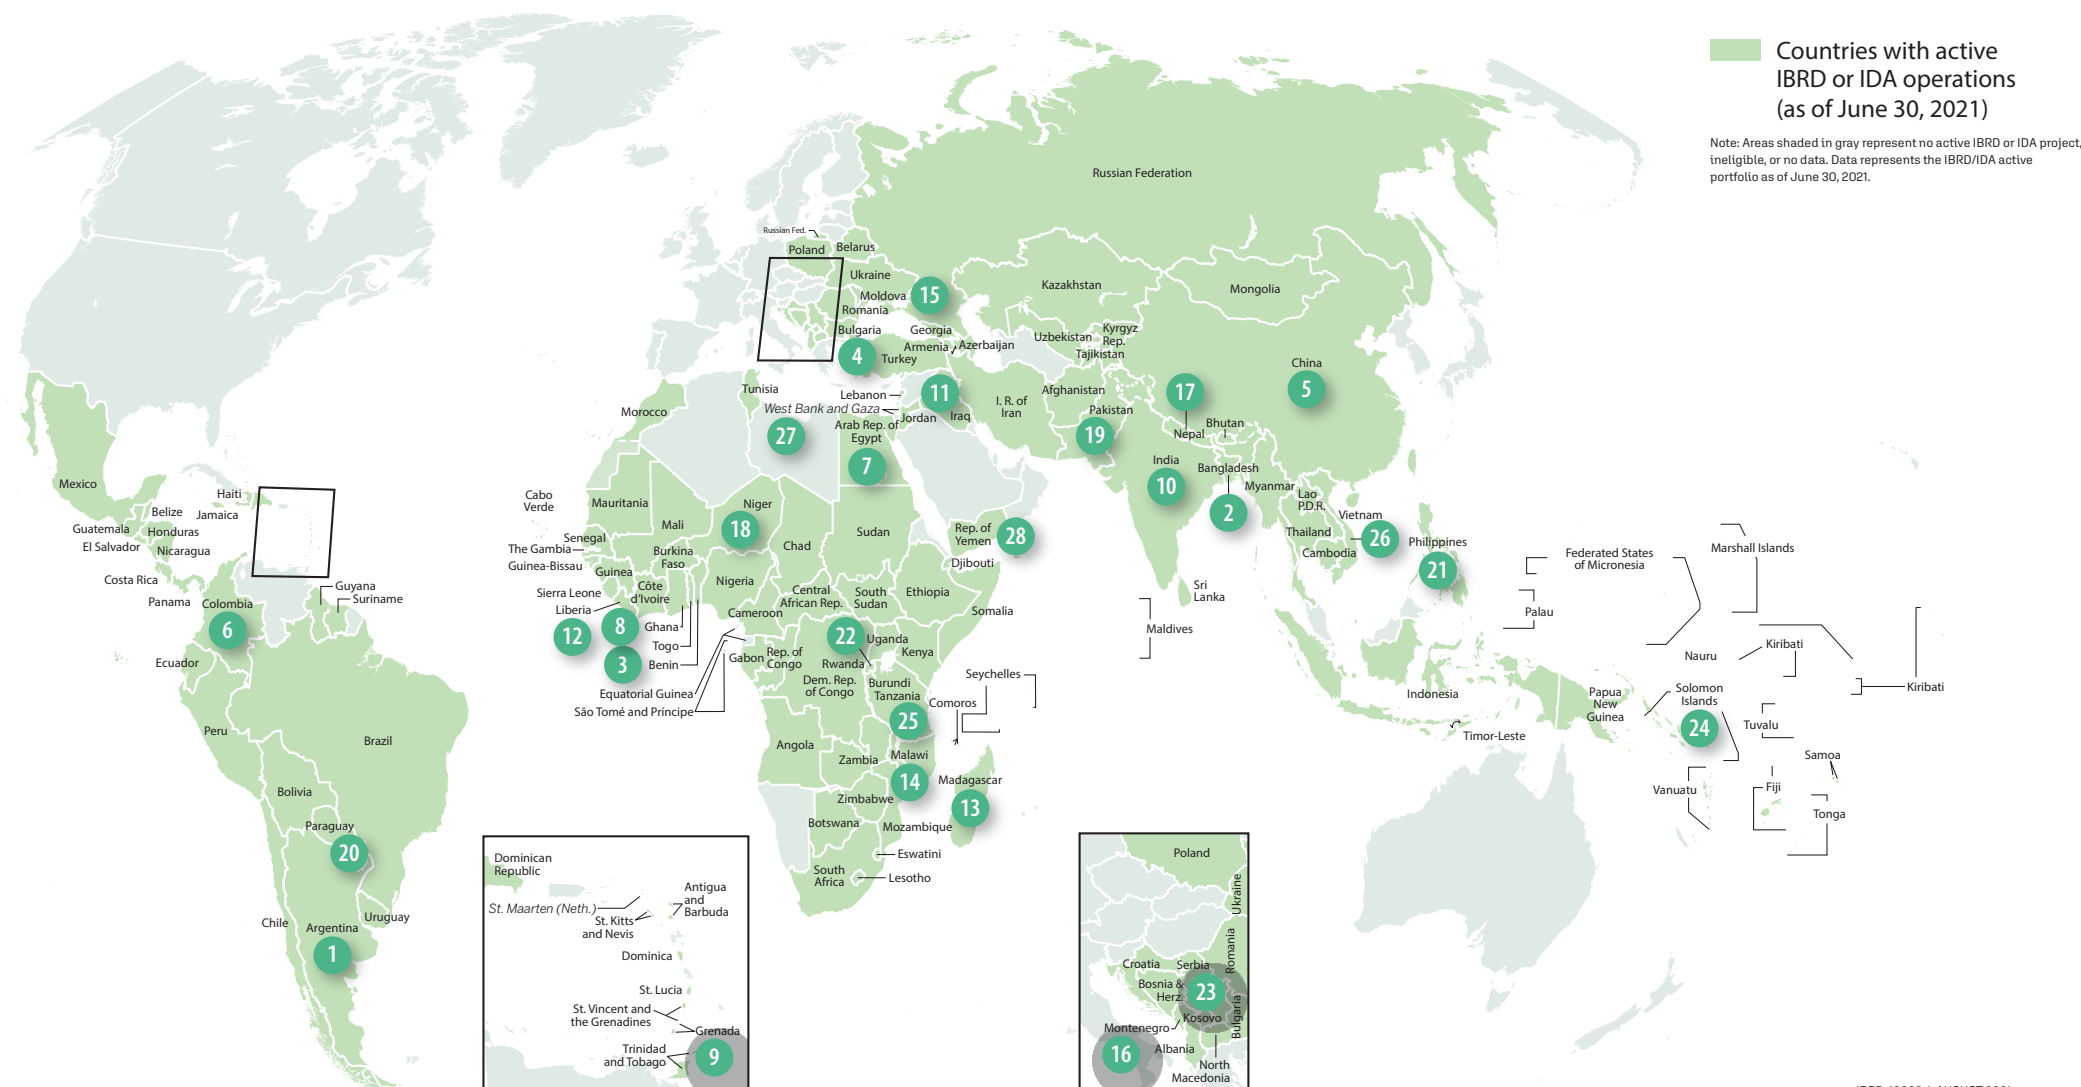 Countries with active
IBRD or IDA operations
(as of June 30, 2021)
Note: Areas shaded in gray represent no active IBRD or IDA project,
ineligible, or no data. Data represents the IBRD/IDA active
portfolio as of June 30, 2021.
Russian Federation
Russian Fed.
Poland
Belarus
Ukraine
Moldova
15
Romania
Bulgaria
Georgia
4
Turkey
Armenia
Azerbaijan
Kazakhstan
Mongolia
Uzbekistan
Kyrgyz
Rep.
Tajikistan
China
5
Tunisia
Morocco
Lebanon
West Bank and Gaza
11
Jordan
Iraq
I. R. of
Iran
Afghanistan
Pakistan
19
17
Nepal
Bhutan
27
Arab Rep. of
Egypt
7
India
10
Bangladesh
2
Myanmar
Lao
P.D.R.
Vietnam
26
Thailand
Cambodia
Philippines
21
Mexico
Haiti
Jamaica
Belize
Guatemala
Honduras
El Salvador
Nicaragua
Costa Rica
Panama
Guyana
Suriname
Colombia
6
Ecuador
Peru
Brazil
Bolivia
Paraguay
20
Chile
Argentina
1
Uruguay
Cabo
Verde
Mauritania
Mali
Niger
18
Chad
Sudan
Rep. of
Yemen
28
Djibouti
Senegal
The Gambia
Guinea-Bissau
Guinea
Burkina
Faso
Côte
d'Ivoire
Nigeria
Sierra Leone
Liberia
12
8
3
Ghana
Togo
Benin
Cameroon
Central
African Rep.
South
Sudan
Ethiopia
Somalia
22
Uganda
Kenya
Rwanda
Gabon
Rep. of
Congo
Dem. Rep.
of Congo
Burundi
Tanzania
25
Equatorial Guinea
São Tomé and Príncipe
Seychelles
Comoros
Angola
Zambia
Malawi
14
Madagascar
13
Zimbabwe
Botswana
Mozambique
Eswatini
South
Africa
Lesotho
Sri
Lanka
Maldives
Indonesia
Timor-Leste
Papua
New
Guinea
Federated States
of Micronesia
Marshall Islands
Palau
Nauru
Kiribati
Kiribati
Solomon
Islands
24
Tuvalu
Samoa
Vanuatu
Fiji
Tonga
Dominican
Republic
St. Maarten (Neth.)
Antigua
and
Barbuda
St. Kitts
and Nevis
Dominica
St. Lucia
St. Vincent and
the Grenadines
Grenada
Trinidad
and Tobago
9
Poland
Ukraine
Romania
Croatia
Serbia
Bosnia &
Herz.
23
Bulgaria
Kosovo
Montenegro
16
Albania
North
Macedonia